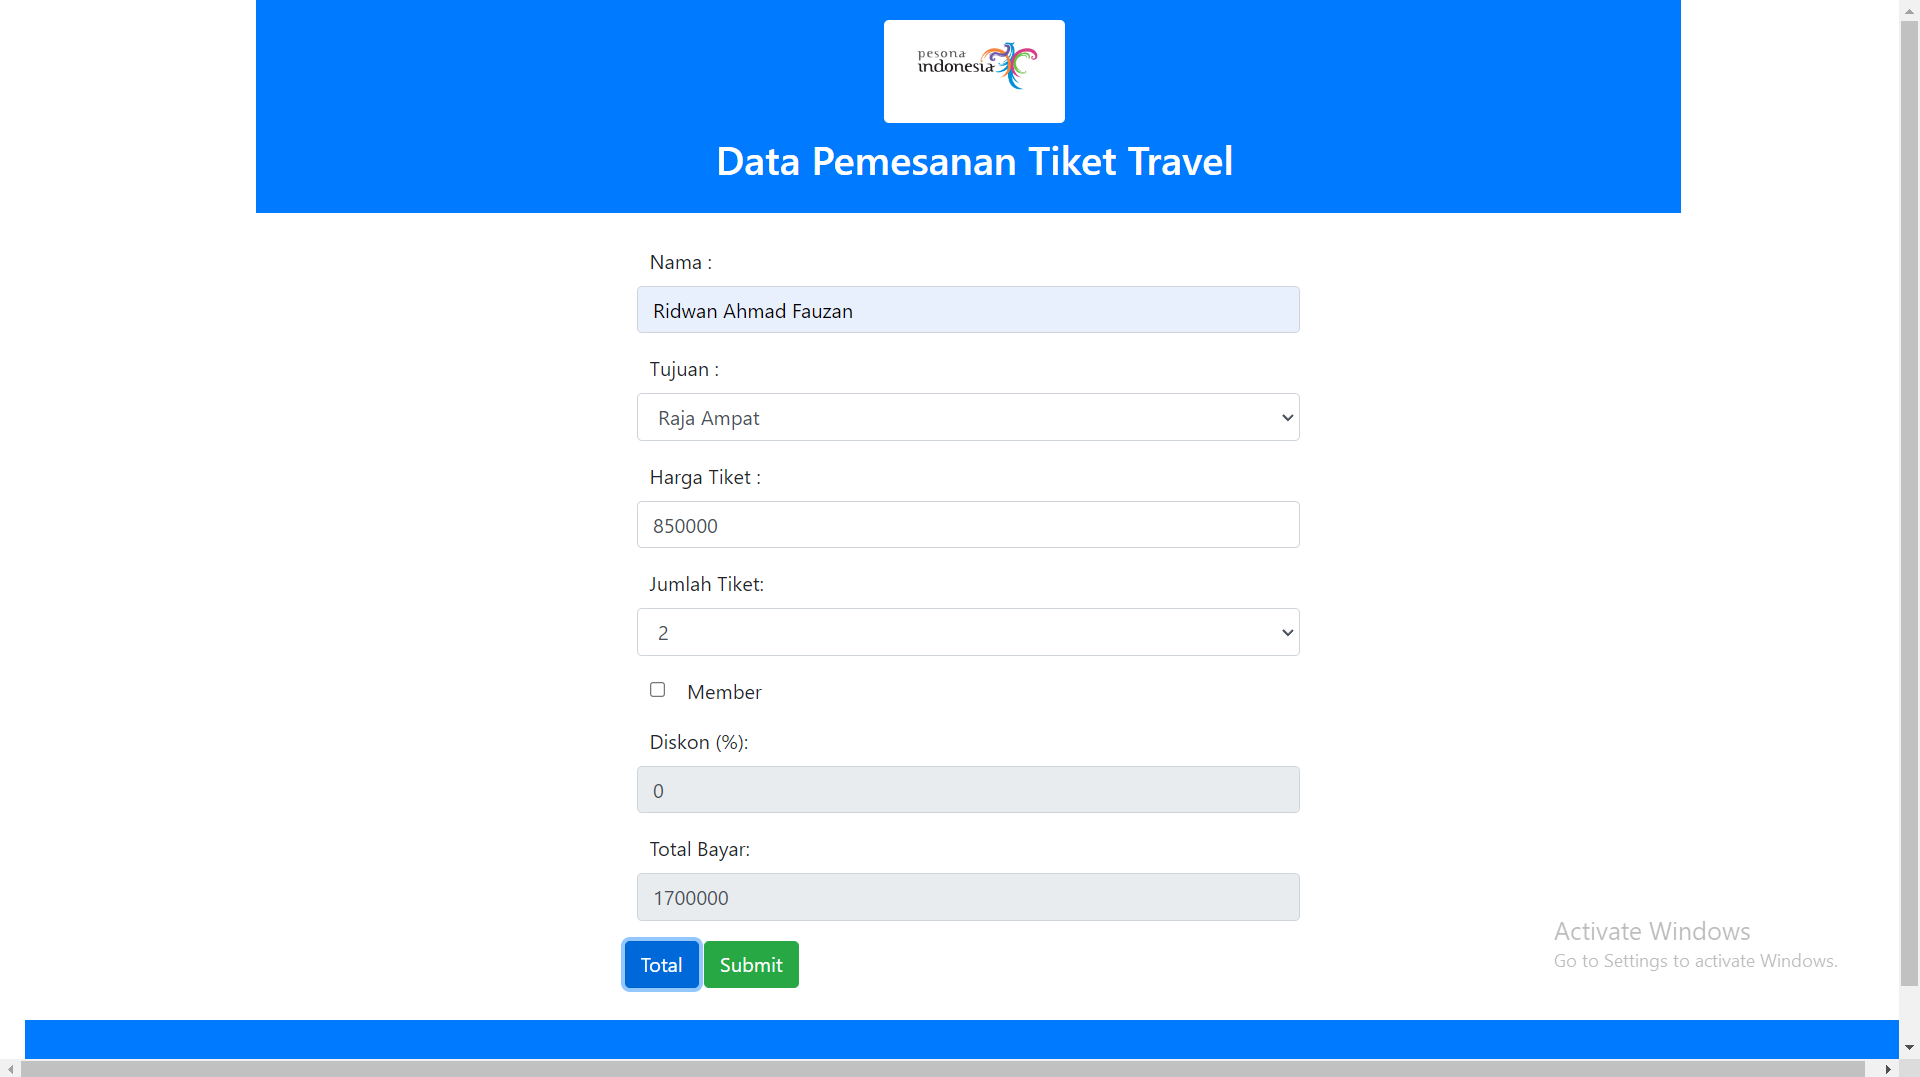 pesona
indonesia
Data Pemesanan Tiket Travel
Nama :
Ridwan Ahmad Fauzan
Tujuan :
Raja Ampat
Harga Tiket :
850000
Jumlah Tiket:
2
Member
Diskon (%):
0
Total Bayar:
1700000
Total Submit
Activate Windows
Go to Settings to activate Windows.